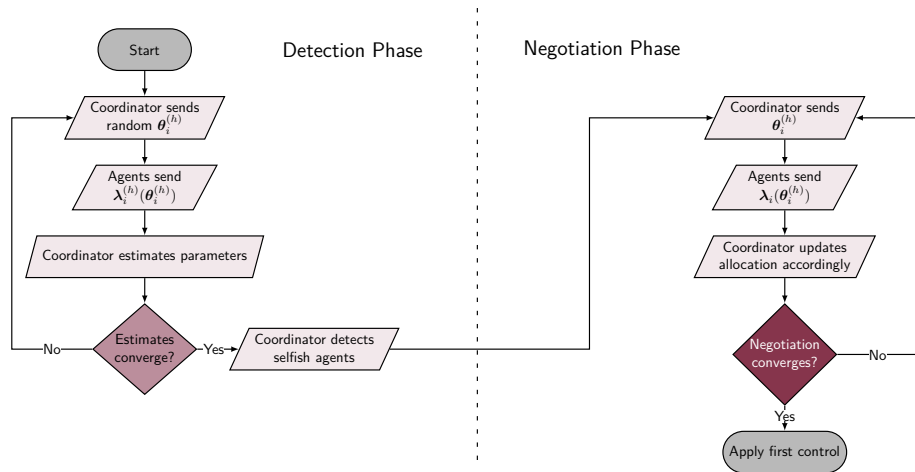 Detection Phase
Start
Coordinator sends
random θ_i^{(h)}
Agents send
λ_i^{(h)}(θ_i^{(h)})
Coordinator estimates parameters
Estimates
converge?
No
Yes
Coordinator detects
selfish agents
Negotiation Phase
Coordinator sends
θ_i^{(h)}
Agents send
λ_i(θ_i^{(h)})
Coordinator updates
allocation accordingly
Negotiation
converges?
No
Yes
Apply first control